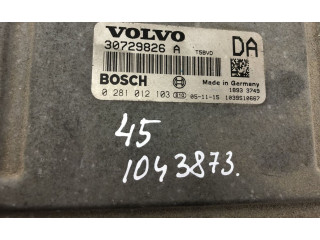 VOLVO
30729826 A
T5BVD
DA
BOSCH
Made in Germany
1893 3749
0 281 012 103 05-11-15 1039S10667
45
1043873.